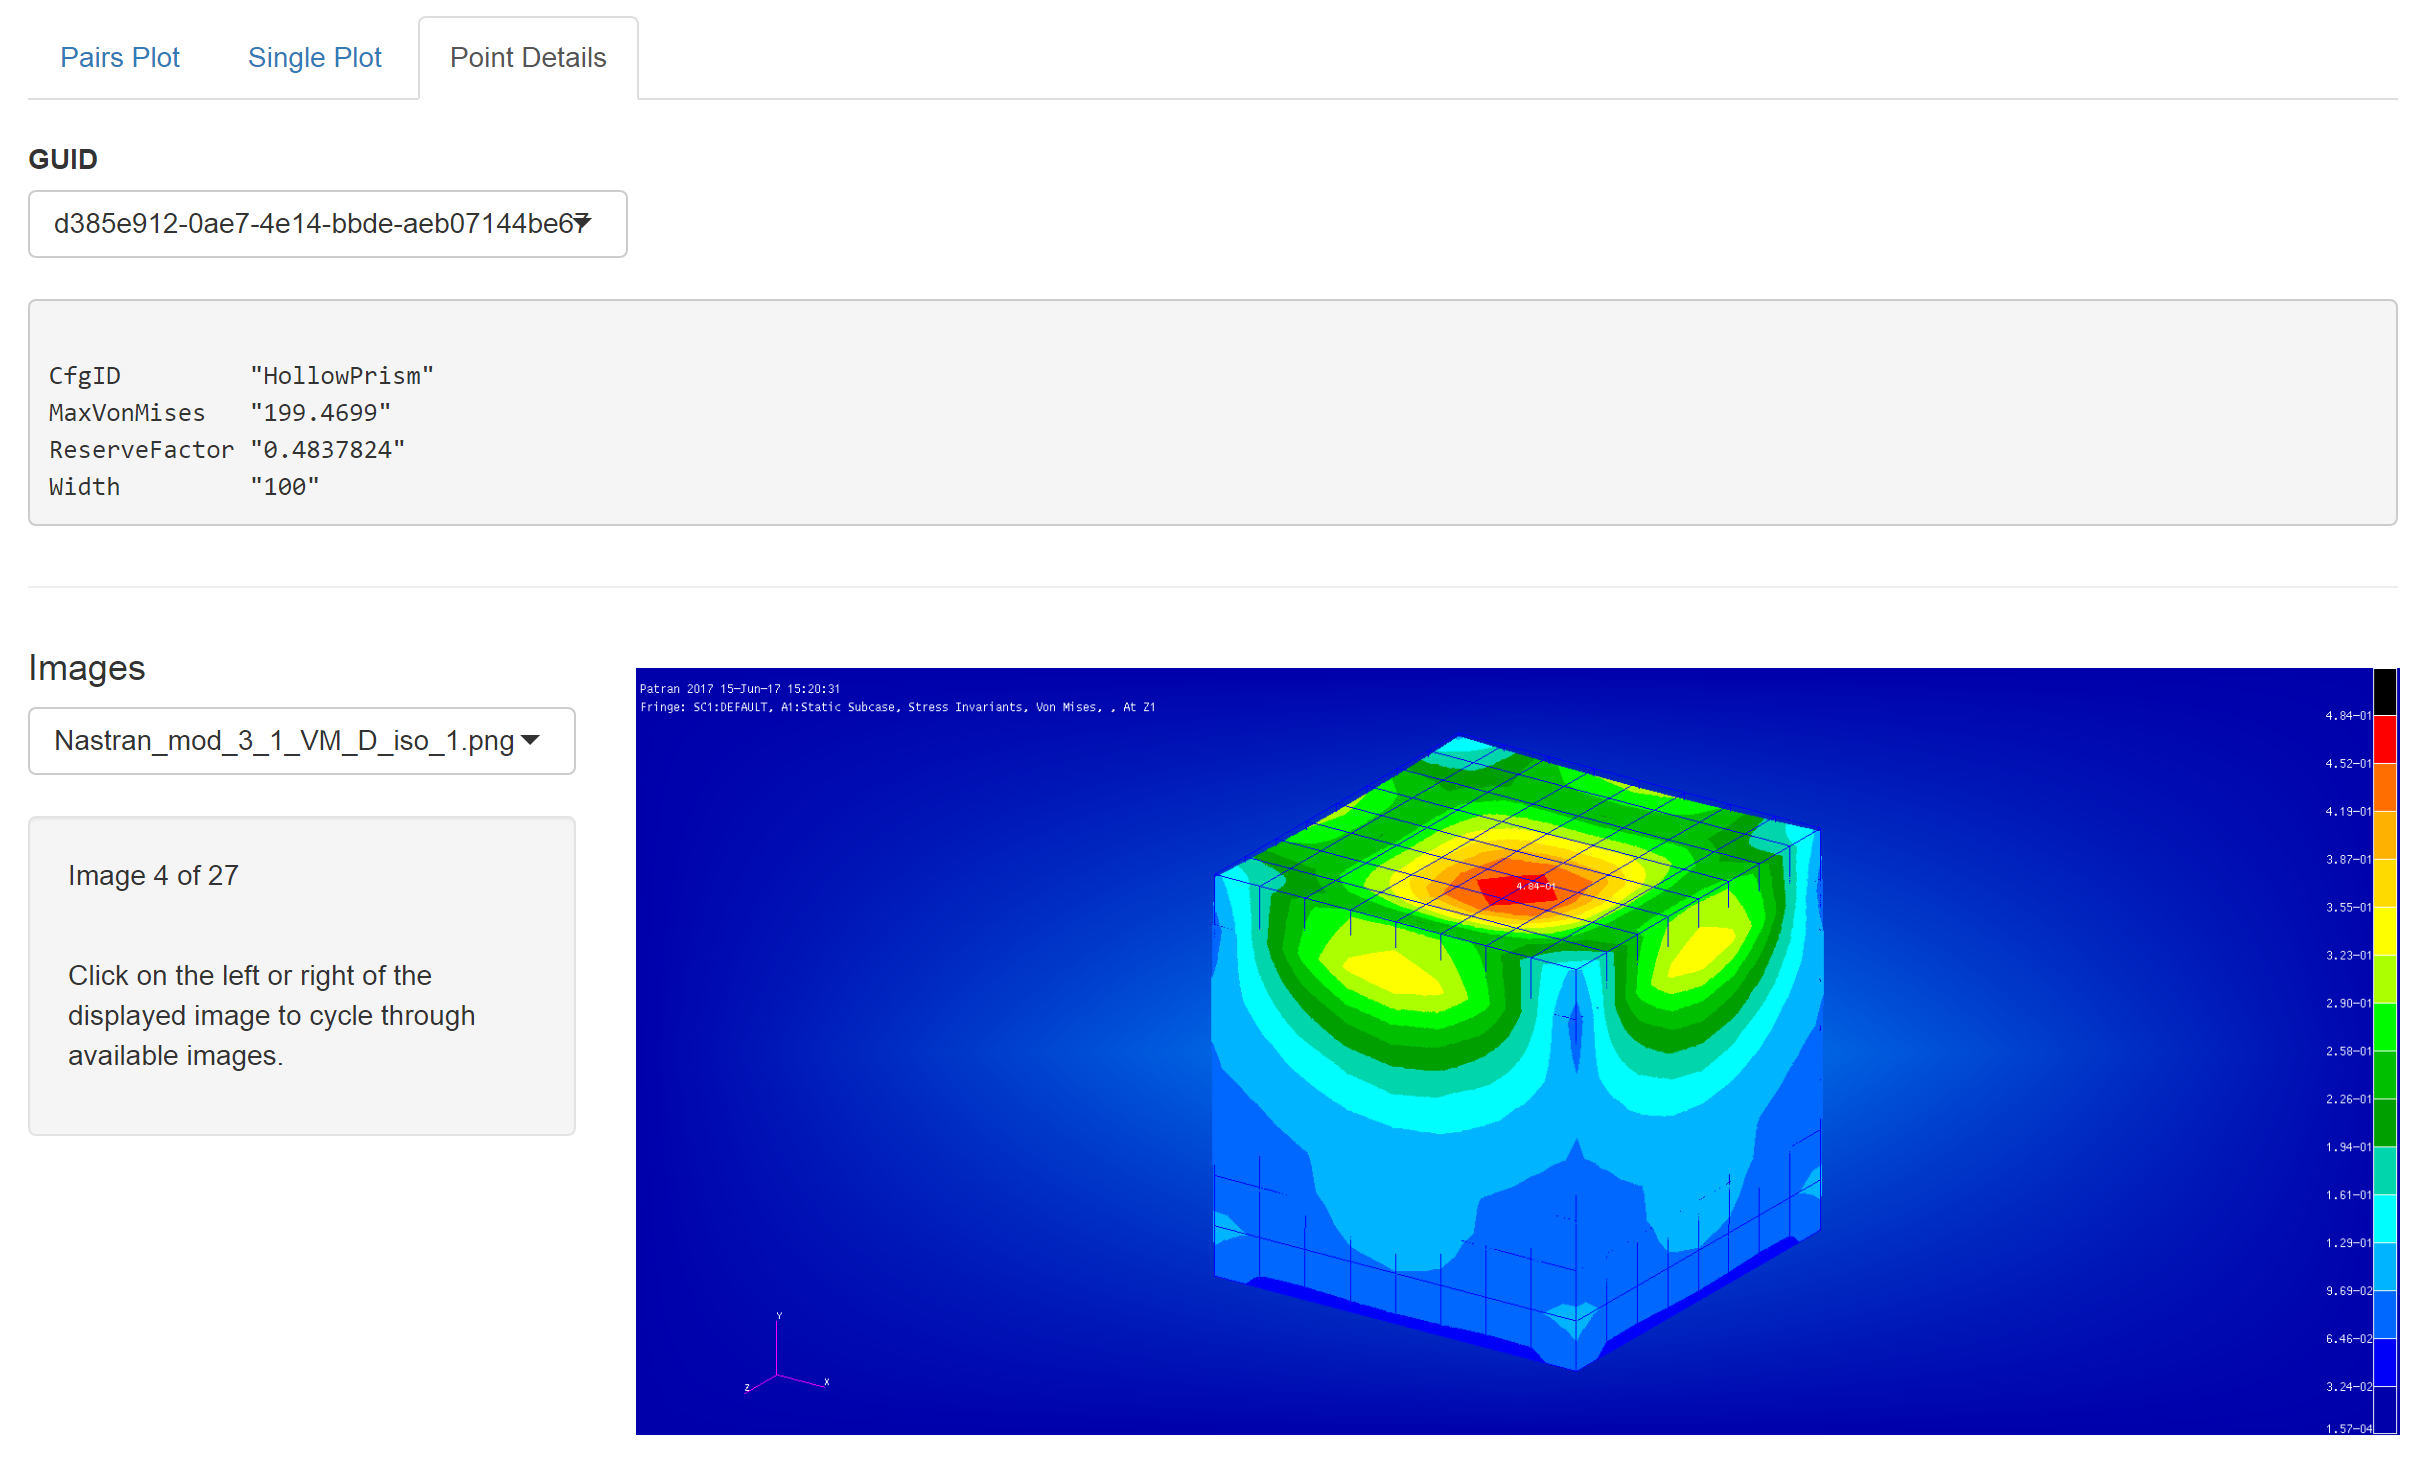 Pairs Plot Single Plot Point Details
GUID
d385e912-0ae7-4e14-bbde-aeb07144be67
CfgID "HollowPrism"
MaxVonMises "199.4699"
ReserveFactor "0.4837824"
Width "100"
Images
Nastran_mod_3_1_VM_D_iso_1.png
Image 4 of 27
Click on the left or right of the
displayed image to cycle through
available images.
Patran 2017 15-Jun-17 15:20:31
Fringe: SC1:DEFAULT, A1:Static Subcase, Stress Invariants, Von Mises, , At Z1
4.84-01
4.52-01
4.19-01
3.87-01
3.55-01
3.23-01
2.90-01
2.58-01
2.26-01
1.94-01
1.61-01
1.29-01
9.69-02
6.46-02
3.24-02
1.57-04
4.84-01
Y
X
Z